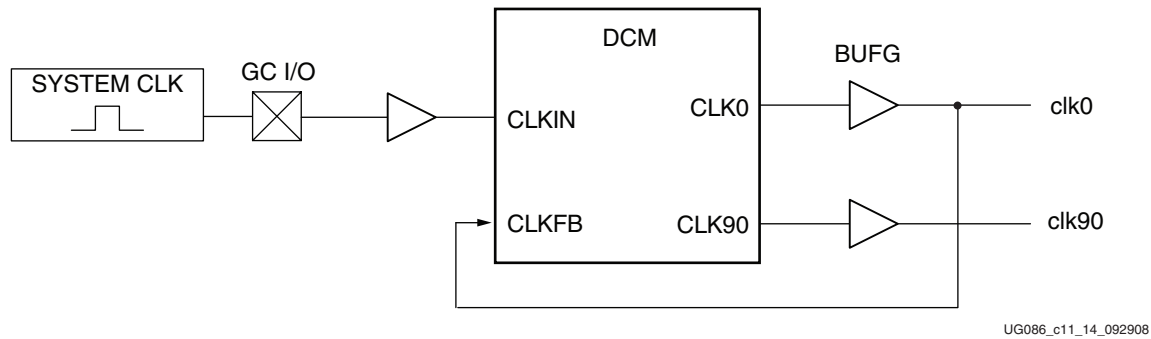 DCM
BUFG
GC I/O
SYSTEM CLK
CLKIN
CLK0
clk0
CLKFB
CLK90
clk90
UG086_c11_14_092908